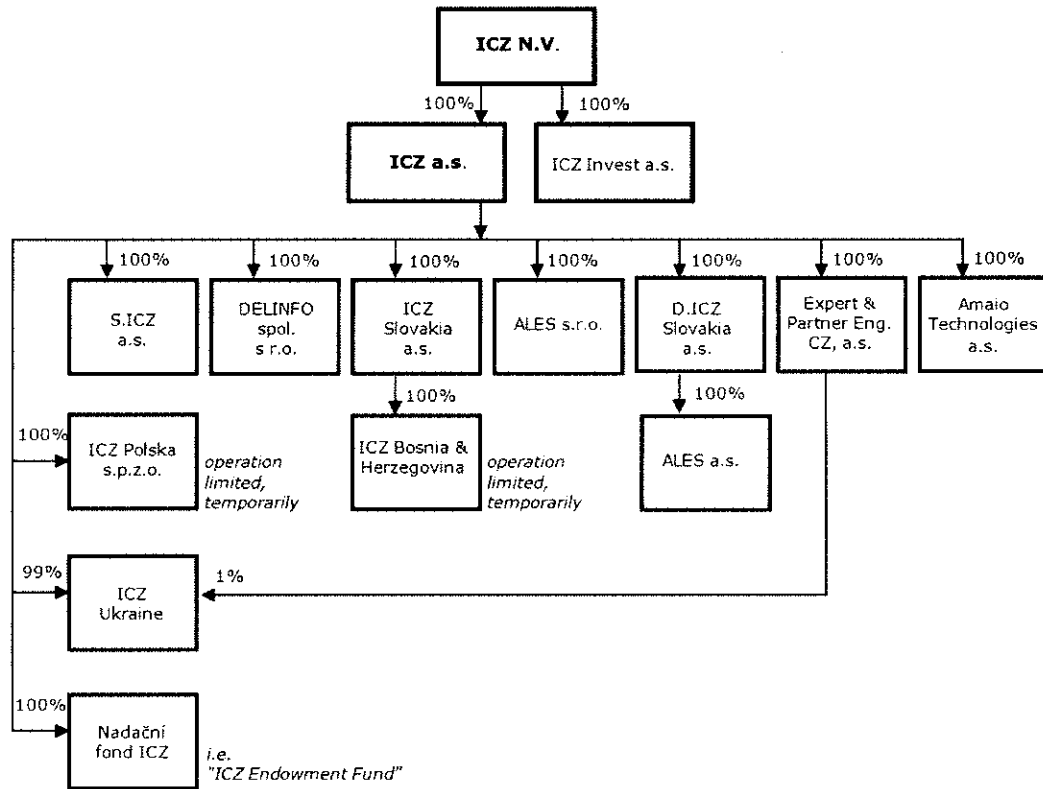 ICZ N.V.
100%
100%
ICZ a.s.
ICZ Invest a.s.
100%
100%
100%
100%
100%
100%
100%
S.ICZ
a.s.
DELINFO
spol.
s r.o.
ICZ
Slovakia
a.s.
ALES s.r.o.
D.ICZ
Slovakia
a.s.
Expert &
Partner Eng.
CZ, a.s.
Amaio
Technologies
a.s.
100%
100%
100%
ICZ Polska
s.p.z.o.
operation
limited,
temporarily
ICZ Bosnia &
Herzegovina
operation
limited,
temporarily
ALES a.s.
99%
ICZ
Ukraine
1%
100%
Nadační
fond ICZ
i.e.
"ICZ Endowment Fund"